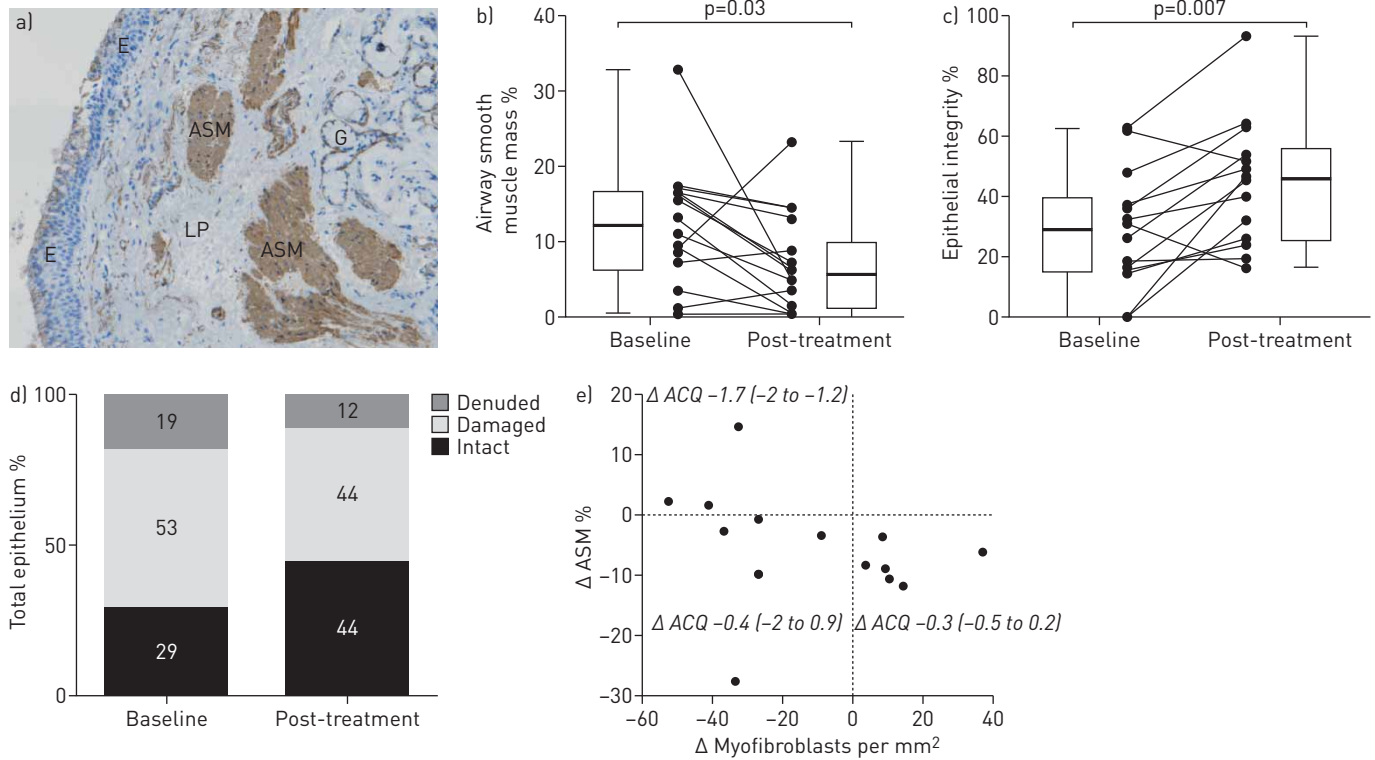 a)
E
ASM
G
LP
ASM
E
b)
p=0.03
Airway smooth
muscle mass %
40
30
20
10
0
Baseline
Post-treatment
c)
p=0.007
Epithelial integrity %
100
80
60
40
20
0
Baseline
Post-treatment
d)
Total epithelium %
100
50
0
19
53
29
12
44
44
Baseline
Post-treatment
Denuded
Damaged
Intact
e)
Δ ASM %
20
10
0
−10
−20
−30
Δ ACQ −1.7 (−2 to −1.2)
Δ ACQ −0.4 (−2 to 0.9)
Δ ACQ −0.3 (−0.5 to 0.2)
−60
−40
−20
0
20
40
Δ Myofibroblasts per mm²